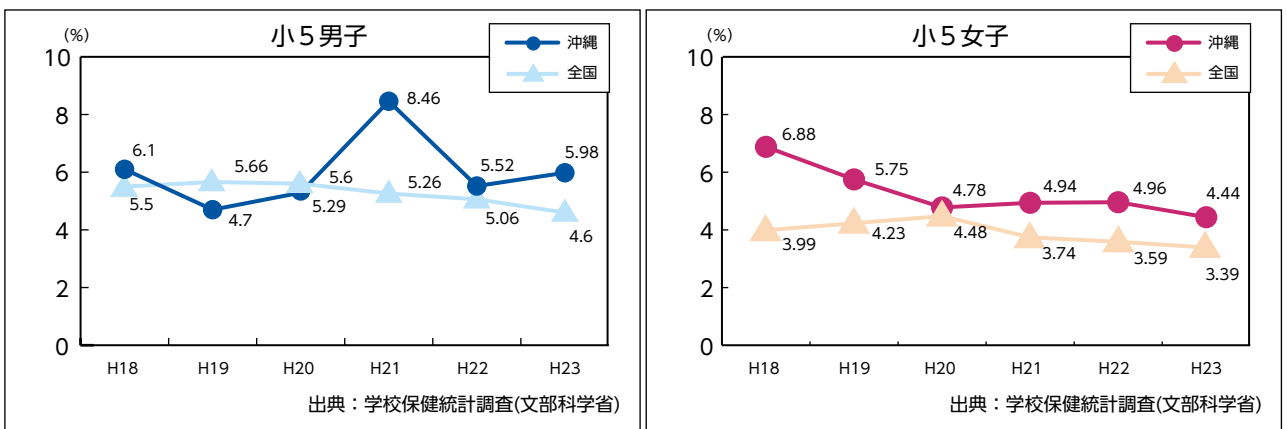 小５男子
(%)
沖縄
全国
10
8
6
4
2
0
6.1
4.7
5.29
8.46
5.52
5.98
5.5
5.66
5.6
5.26
5.06
4.6
H18
H19
H20
H21
H22
H23
出典：学校保健統計調査(文部科学省)
小５女子
(%)
沖縄
全国
10
8
6
4
2
0
6.88
5.75
4.78
4.94
4.96
4.44
3.99
4.23
4.48
3.74
3.59
3.39
H18
H19
H20
H21
H22
H23
出典：学校保健統計調査(文部科学省)